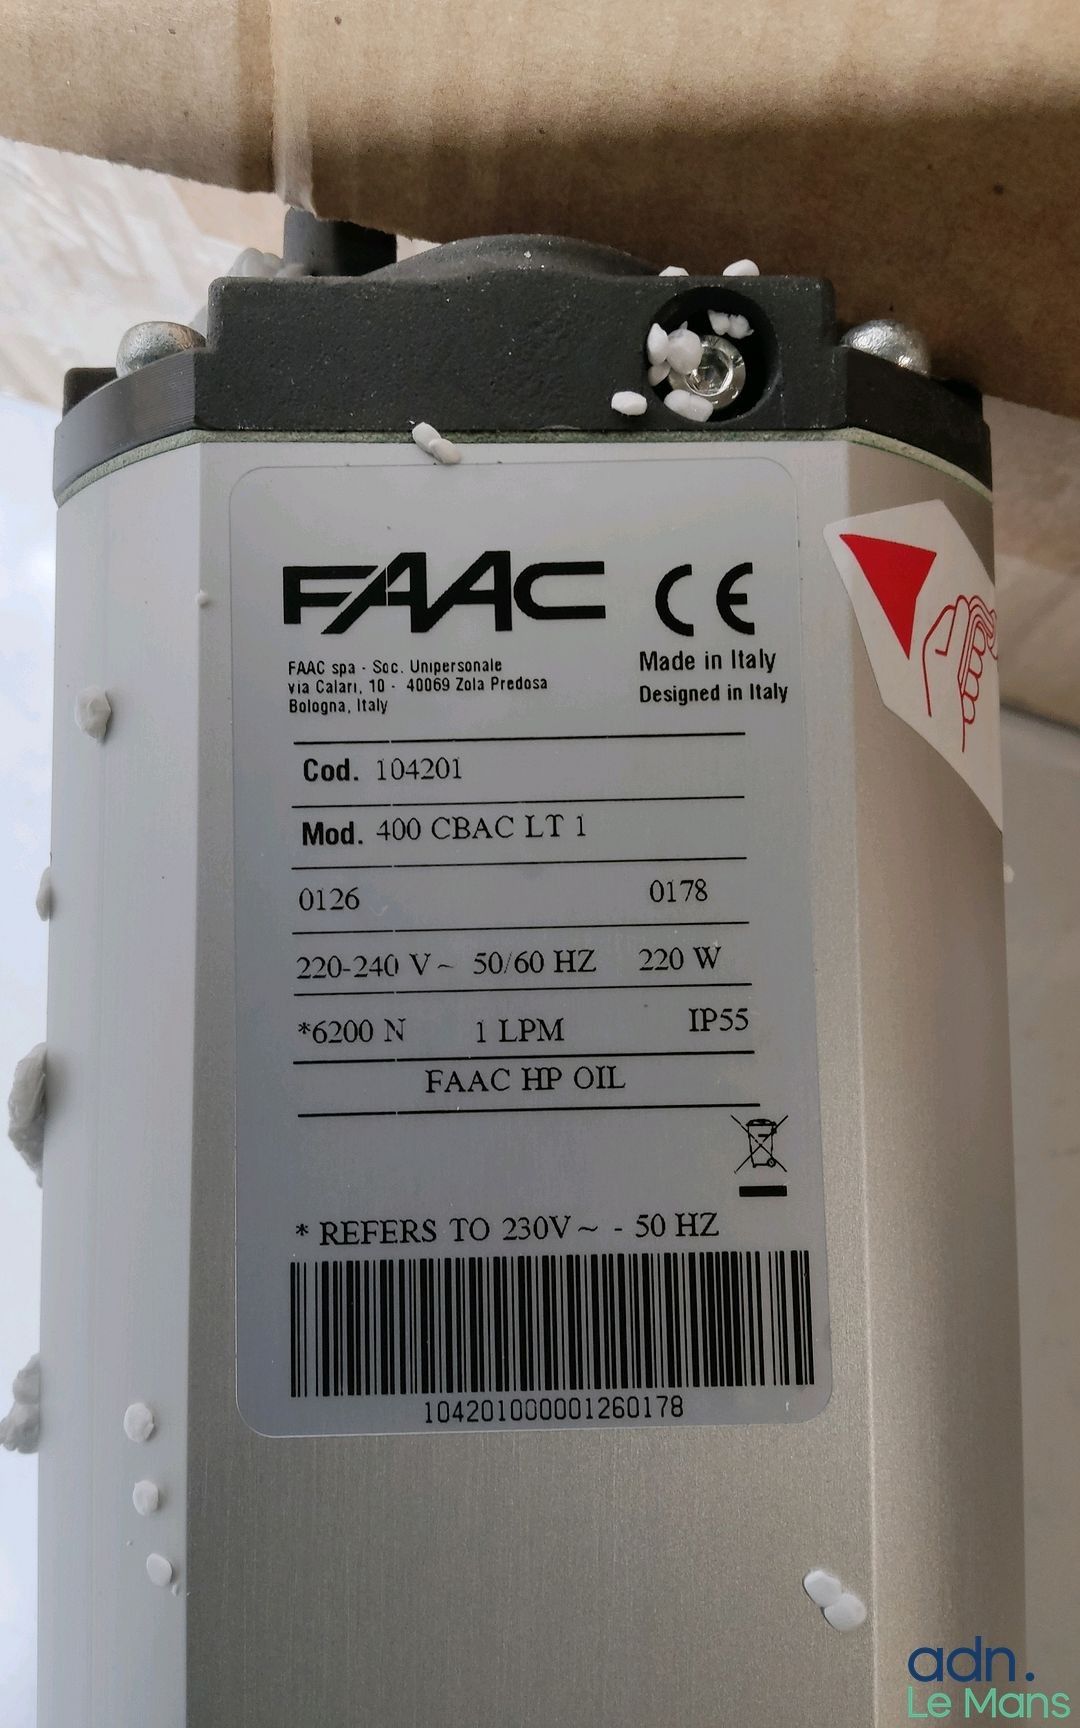 FAAC CE
FAAC spa - Soc. Unipersonale
via Calari, 10 - 40069 Zola Predosa
Bologna, Italy
Made in Italy
Designed in Italy
Cod. 104201
Mod. 400 CBAC LT 1
0126 0178
220-240 V~ 50/60 HZ 220 W
*6200 N 1 LPM IP55
FAAC HP OIL
* REFERS TO 230V~ - 50 HZ
104201000001260178
adn.
Le Mans